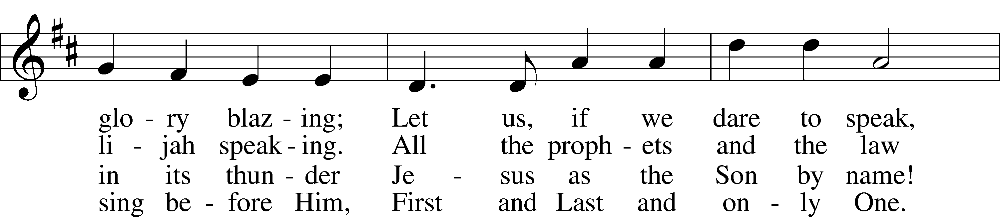 glo - ry blaz - ing; Let us, if we dare to speak,
li - jah speak - ing. All the proph - ets and the law
in its thun - der Je - sus as the Son by name!
sing be - fore Him, First and Last and on - ly One.